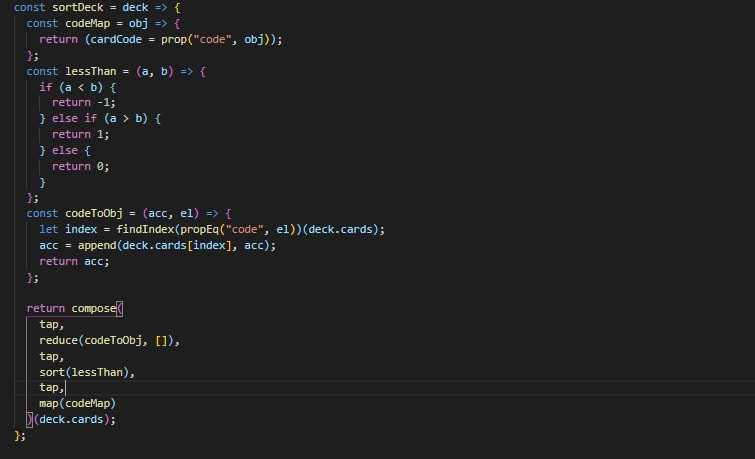 const sortDeck = deck => {
  const codeMap = obj => {
    return (cardCode = prop("code", obj));
  };
  const lessThan = (a, b) => {
    if (a < b) {
      return -1;
    } else if (a > b) {
      return 1;
    } else {
      return 0;
    }
  };
  const codeToObj = (acc, el) => {
    let index = findIndex(propEq("code", el))(deck.cards);
    acc = append(deck.cards[index], acc);
    return acc;
  };

  return compose(
    tap,
    reduce(codeToObj, []),
    tap,
    sort(lessThan),
    tap,
    map(codeMap)
  )(deck.cards);
};